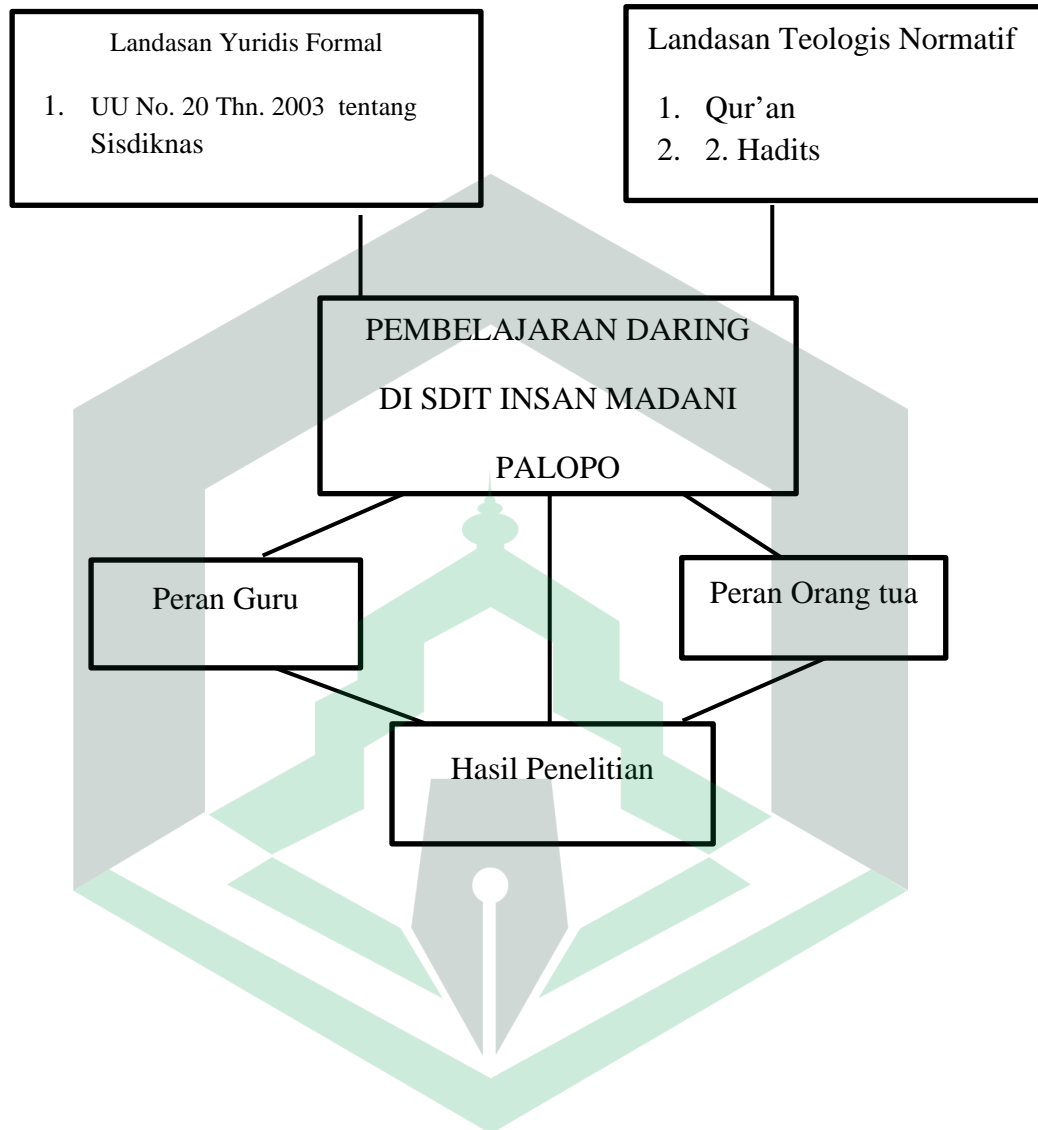 Landasan Yuridis Formal
1. UU No. 20 Thn. 2003 tentang
Sisdiknas
Landasan Teologis Normatif
1. Qur’an
2. 2. Hadits
PEMBELAJARAN DARING
DI SDIT INSAN MADANI
PALOPO
Peran Guru
Peran Orang tua
Hasil Penelitian